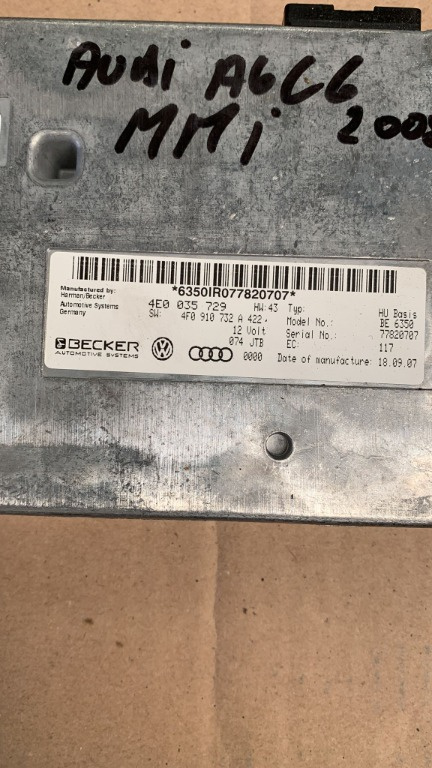 AUDI A6C6
MMi 2008
*6350IR077820707*
Manufactured by:
Harman/Becker
Automotive Systems
Germany
4E0 035 729 HW:43 Typ: HU Basis
SW: 4F0 910 732 A 422 Model No.: BE 6350
12 Volt Serial No.: 77820707
074 JTB EC: 117
BECKER
AUTOMOTIVE SYSTEMS
0000 Date of manufacture: 18.09.07